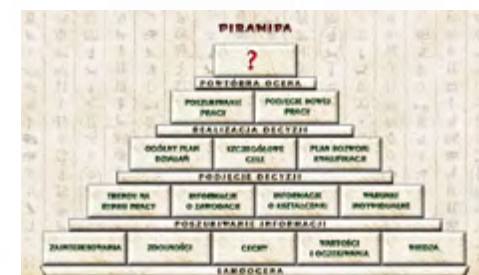 PIRAMIDA
?
POWTÓRNA OCENA
POSZUKIWANIE
PRACY
PODJĘCIE NOWEJ
PRACY
REALIZACJA DECYZJI
OGÓLNY PLAN
DZIAŁAŃ
SZCZEGÓŁOWE
CELE
PLAN ROZWOJU
KWALIFIKACJI
PODJĘCIE DECYZJI
TRENDY NA
RYNKU PRACY
INFORMACJE
O ZAWODACH
INFORMACJE
O KSZTAŁCENIU
WARUNKI
INDYWIDUALNE
POSZUKIWANIE INFORMACJI
ZAINTERESOWANIA
ZDOLNOŚCI
CECHY
WARTOŚCI
I OCZEKIWANIA
WIEDZA
SAMOOCENA